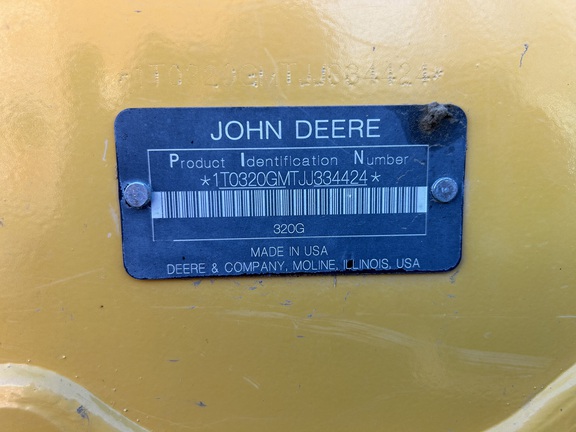 JOHN DEERE
Product Identification Number
*1T0320GMTJJ334424*
320G
MADE IN USA
DEERE & COMPANY, MOLINE, ILLINOIS, USA